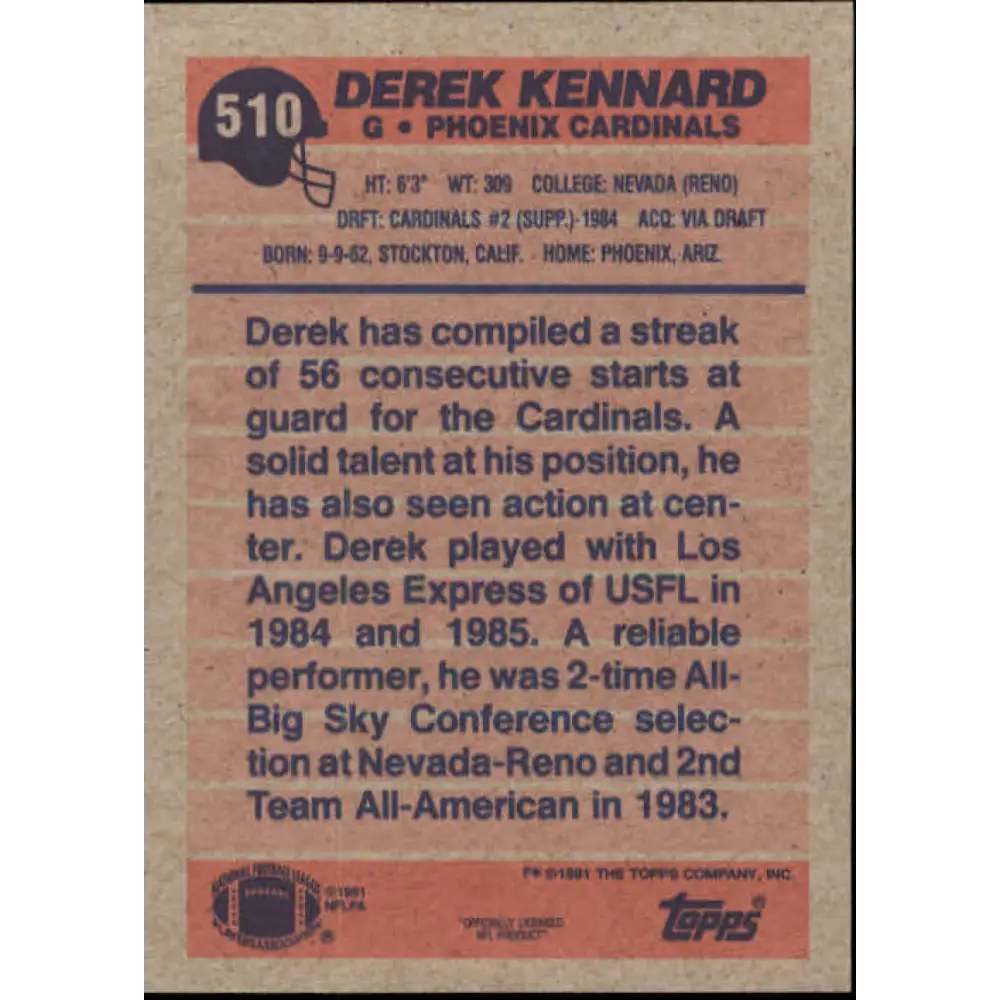 510
DEREK KENNARD
G • PHOENIX CARDINALS
HT: 6'3" WT: 309 COLLEGE: NEVADA (RENO)
DRFT: CARDINALS #2 (SUPP.)-1984 ACQ: VIA DRAFT
BORN: 9-9-62, STOCKTON, CALIF. HOME: PHOENIX, ARIZ.
Derek has compiled a streak
of 56 consecutive starts at
guard for the Cardinals. A
solid talent at his position, he
has also seen action at cen-
ter. Derek played with Los
Angeles Express of USFL in
1984 and 1985. A reliable
performer, he was 2-time All-
Big Sky Conference selec-
tion at Nevada-Reno and 2nd
Team All-American in 1983.
NATIONAL FOOTBALL LEAGUE
PLAYERS ASSOCIATION ®
©1991
NFLPA
F* ©1991 THE TOPPS COMPANY, INC.
"OFFICIALLY LICENSED
NFL PRODUCT"
TOPPS®